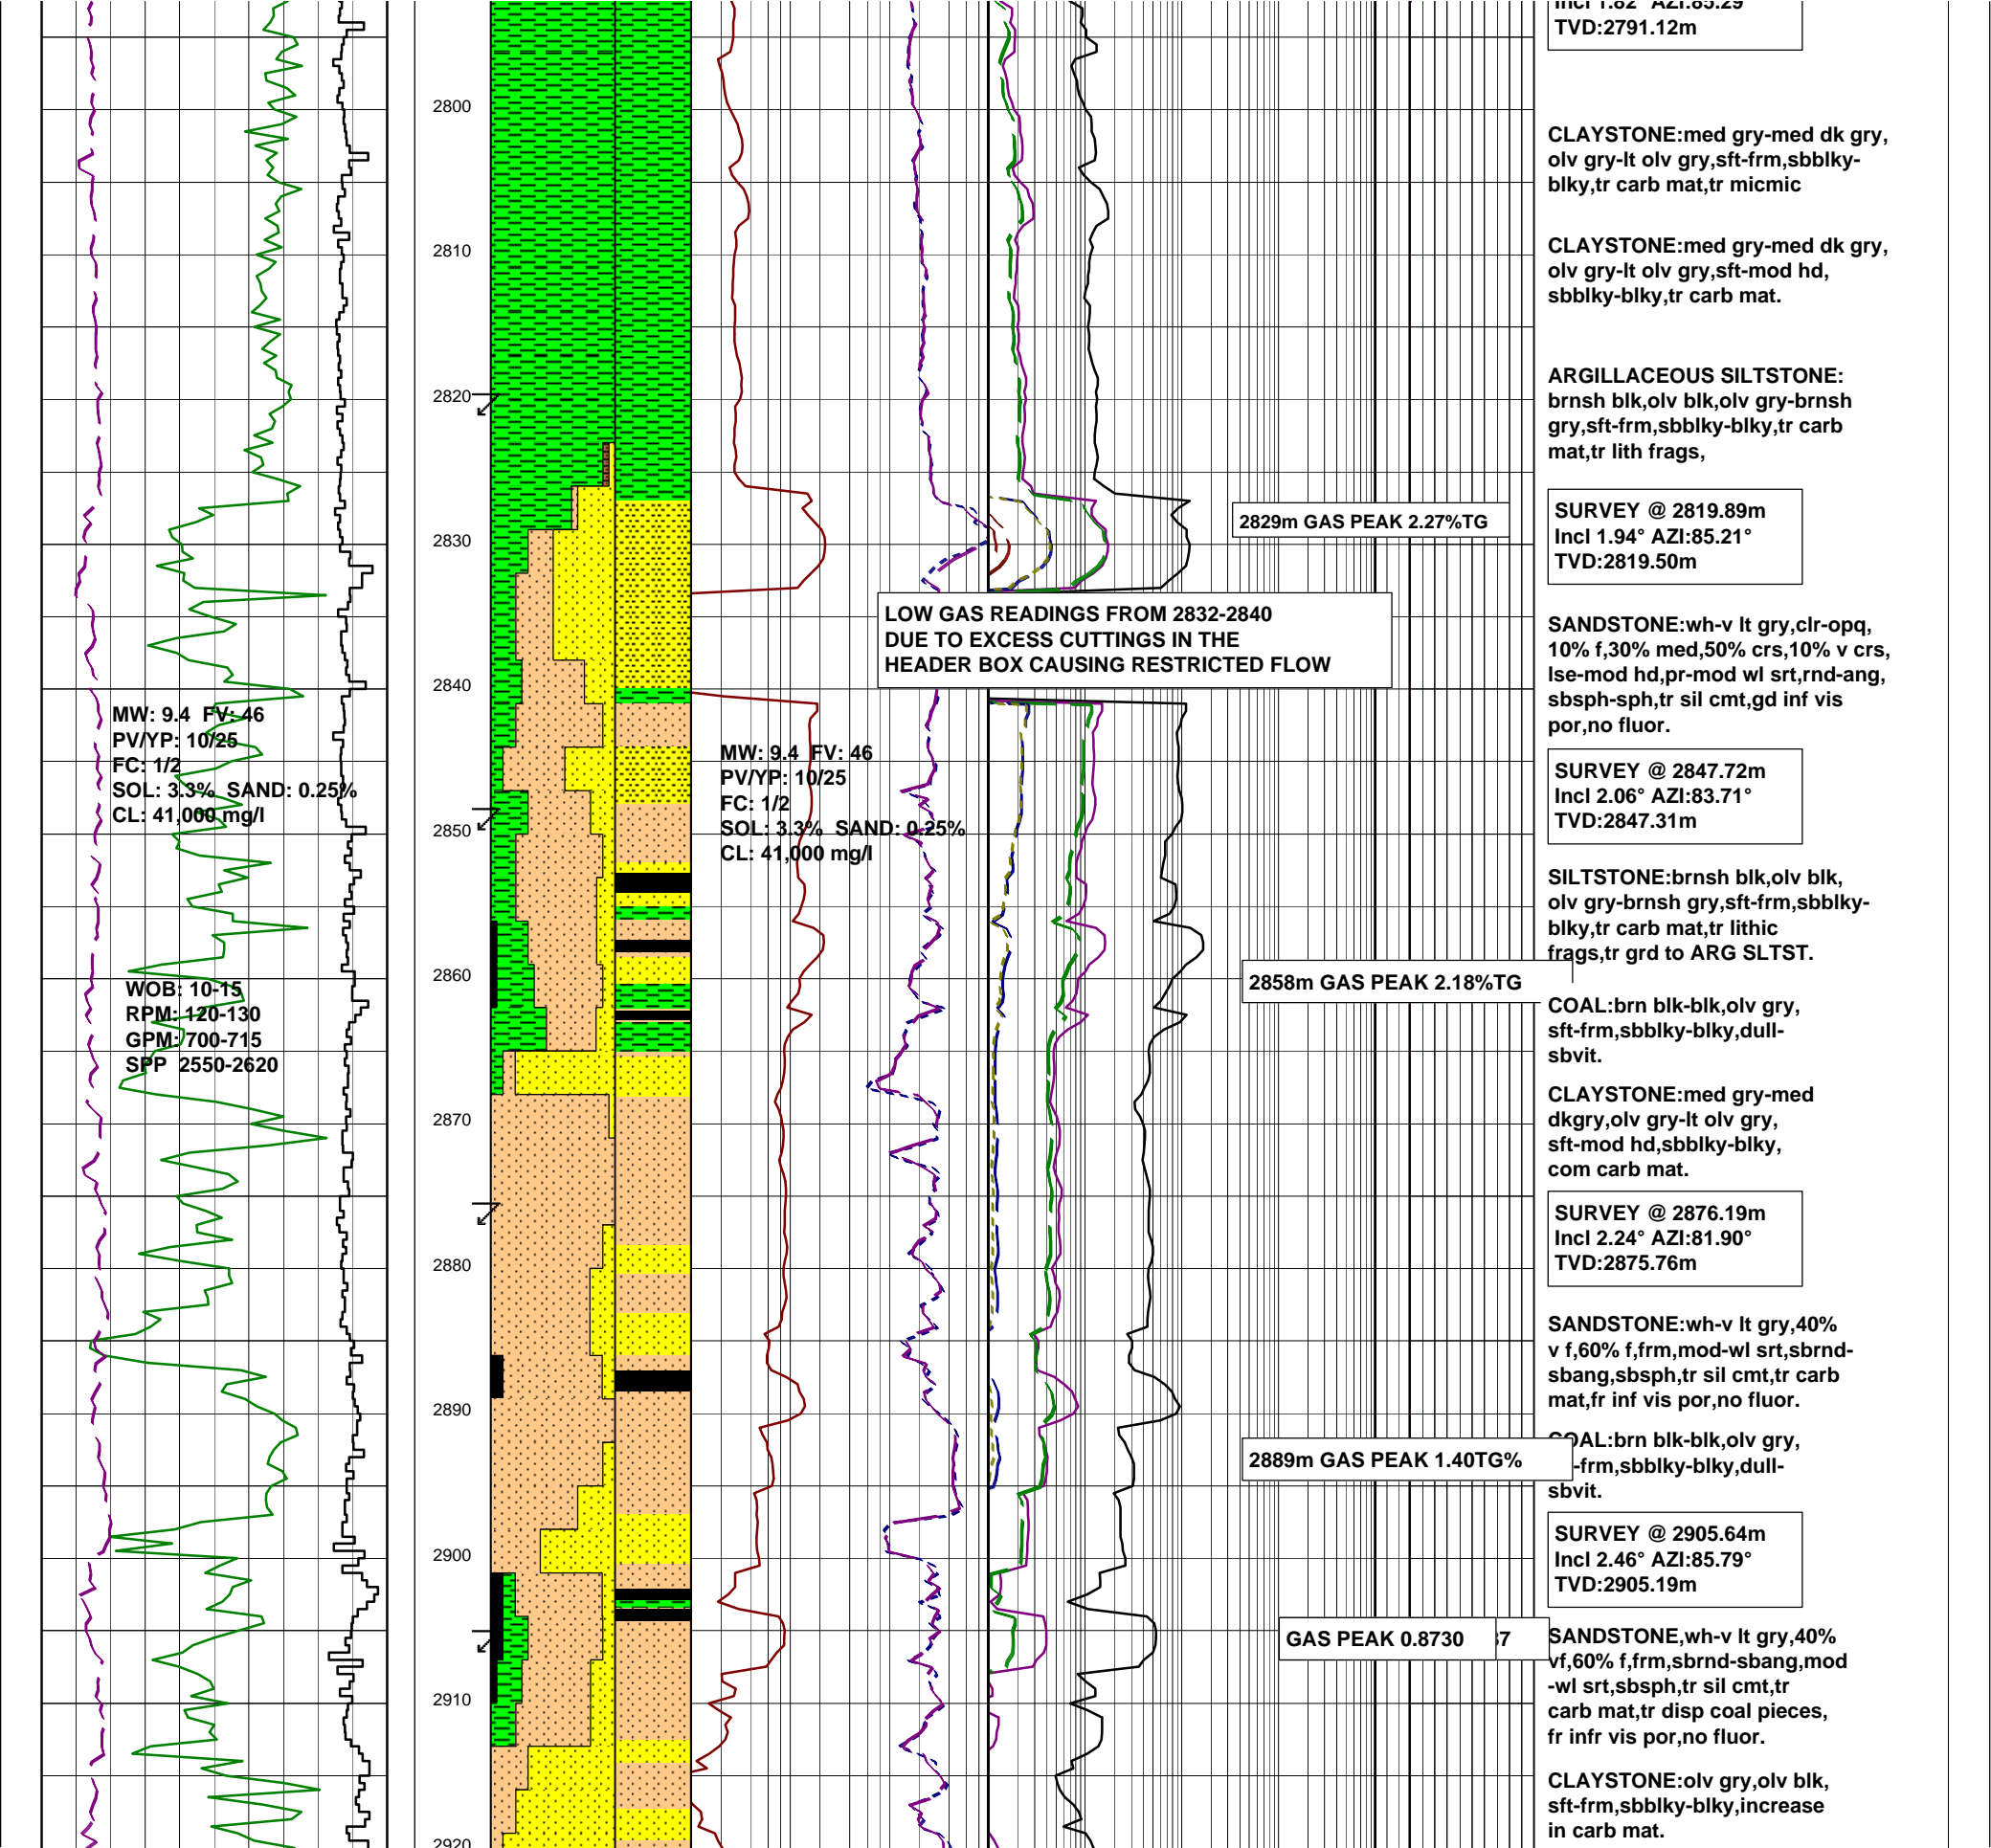 TVD:2791.12m
2800
2810
2820
2830
2840
2850
2860
2870
2880
2890
2900
2910
2920
MW: 9.4 FV: 46
PV/YP: 10/25
FC: 1/2
SOL: 3.3% SAND: 0.25%
CL: 41,000 mg/l
WOB: 10-15
RPM: 120-130
GPM: 700-715
SPP 2550-2620
MW: 9.4 FV: 46
PV/YP: 10/25
FC: 1/2
SOL: 3.3% SAND: 0.25%
CL: 41,000 mg/l
2829m GAS PEAK 2.27%TG
LOW GAS READINGS FROM 2832-2840
DUE TO EXCESS CUTTINGS IN THE
HEADER BOX CAUSING RESTRICTED FLOW
2858m GAS PEAK 2.18%TG
2889m GAS PEAK 1.40TG%
GAS PEAK 0.8730
CLAYSTONE:med gry-med dk gry,
olv gry-lt olv gry,sft-frm,sbblky-
blky,tr carb mat,tr micmic
CLAYSTONE:med gry-med dk gry,
olv gry-lt olv gry,sft-mod hd,
sbblky-blky,tr carb mat.
ARGILLACEOUS SILTSTONE:
brnsh blk,olv blk,olv gry-brnsh
gry,sft-frm,sbblky-blky,tr carb
mat,tr lith frags,
SURVEY @ 2819.89m
Incl 1.94° AZI:85.21°
TVD:2819.50m
SANDSTONE:wh-v lt gry,clr-opq,
10% f,30% med,50% crs,10% v crs,
lse-mod hd,pr-mod wl srt,rnd-ang,
sbsph-sph,tr sil cmt,gd inf vis
por,no fluor.
SURVEY @ 2847.72m
Incl 2.06° AZI:83.71°
TVD:2847.31m
SILTSTONE:brnsh blk,olv blk,
olv gry-brnsh gry,sft-frm,sbblky-
blky,tr carb mat,tr lithic
frags,tr grd to ARG SLTST.
COAL:brn blk-blk,olv gry,
sft-frm,sbblky-blky,dull-
sbvit.
CLAYSTONE:med gry-med
dkgry,olv gry-lt olv gry,
sft-mod hd,sbblky-blky,
com carb mat.
SURVEY @ 2876.19m
Incl 2.24° AZI:81.90°
TVD:2875.76m
SANDSTONE:wh-v lt gry,40%
v f,60% f,frm,mod-wl srt,sbrnd-
sbang,sbsph,tr sil cmt,tr carb
mat,fr inf vis por,no fluor.
COAL:brn blk-blk,olv gry,
-frm,sbblky-blky,dull-
sbvit.
SURVEY @ 2905.64m
Incl 2.46° AZI:85.79°
TVD:2905.19m
SANDSTONE,wh-v lt gry,40%
vf,60% f,frm,sbrnd-sbang,mod
-wl srt,sbsph,tr sil cmt,tr
carb mat,tr disp coal pieces,
fr infr vis por,no fluor.
CLAYSTONE:olv gry,olv blk,
sft-frm,sbblky-blky,increase
in carb mat.